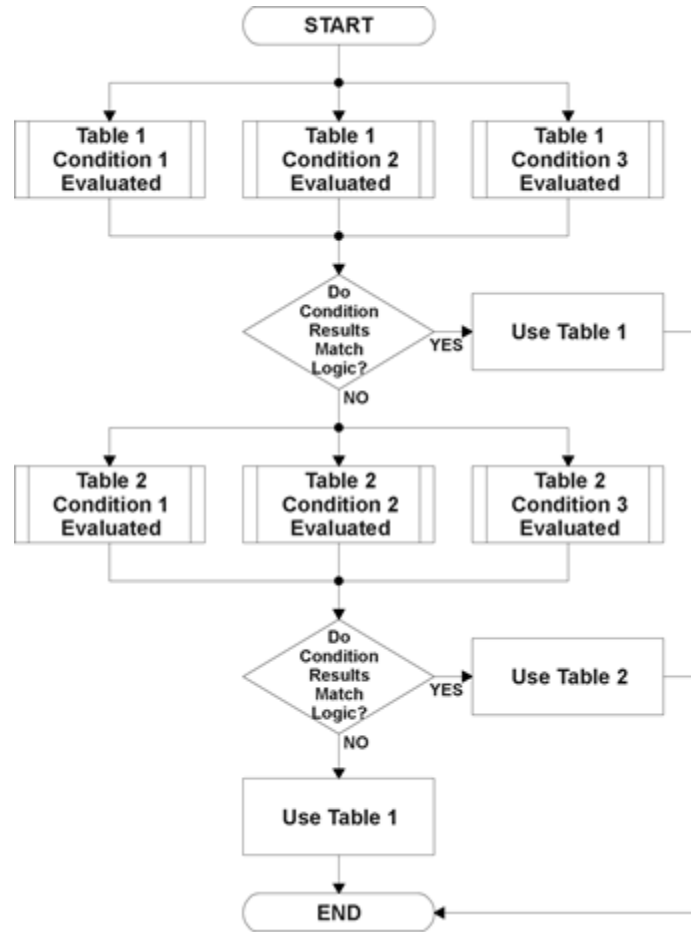 START
Table 1
Condition 1
Evaluated
Table 1
Condition 2
Evaluated
Table 1
Condition 3
Evaluated
Do
Condition
Results
Match
Logic?
YES
Use Table 1
NO
Table 2
Condition 1
Evaluated
Table 2
Condition 2
Evaluated
Table 2
Condition 3
Evaluated
Do
Condition
Results
Match
Logic?
YES
Use Table 2
NO
Use Table 1
END